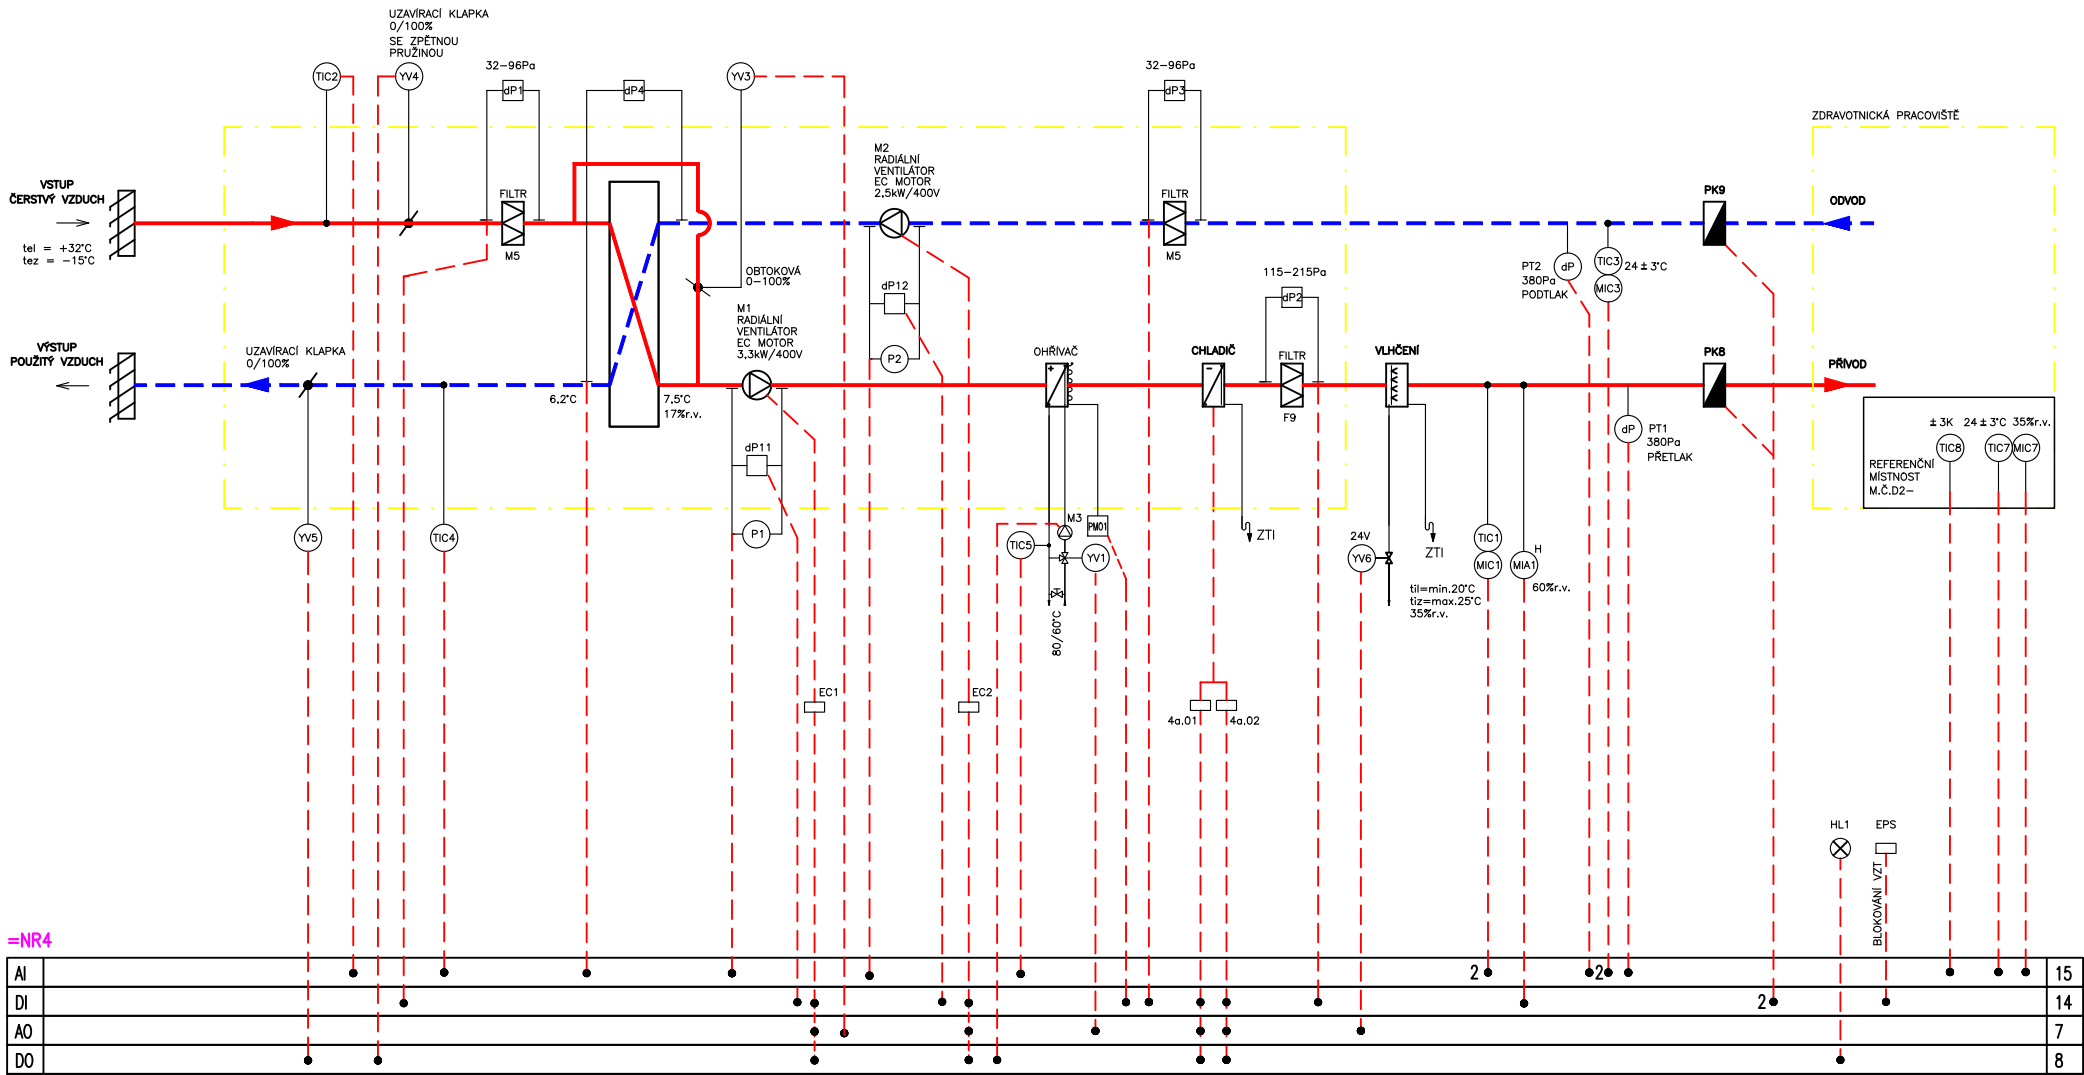 UZAVÍRACÍ KLAPKA
0/100%
SE ZPĚTNOU
PRUŽINOU
TIC2
YV4
32-96Pa
dP1
dP4
YV3
32-96Pa
dP3
ZDRAVOTNICKÁ PRACOVIŠTĚ
VSTUP
ČERSTVÝ VZDUCH
tel = +32°C
tez = -15°C
FILTR
M5
M2
RADIÁLNÍ
VENTILÁTOR
EC MOTOR
2,5kW/400V
FILTR
M5
PK9
ODVOD
OBTOKOVÁ
0-100%
dP12
P2
115-215Pa
dP2
PT2
380Pa
PODTLAK
dP
TIC3
MIC3
24±3°C
M1
RADIÁLNÍ
VENTILÁTOR
EC MOTOR
3,3kW/400V
VÝSTUP
POUŽITÝ VZDUCH
UZAVÍRACÍ KLAPKA
0/100%
6,2°C
7,5°C
17%r.v.
OHŘÍVAČ
+
CHLADIČ
-
FILTR
F9
VLHČENÍ
PK8
PŘÍVOD
dP
PT1
380Pa
PŘETLAK
±3K 24±3°C 35%r.v.
TIC8
TIC7
MIC7
REFERENČNÍ
MÍSTNOST
M.Č.D2-
dP11
P1
YV5
TIC4
TIC5
M3
PM01
YV1
80/60°C
ZTI
24V
YV6
ZTI
TIC1
MIC1
H
MIA1
60%r.v.
til=min.20°C
tiz=max.25°C
35%r.v.
EC1
EC2
4a.01
4a.02
HL1
EPS
BLOKOVÁNÍ VZT
=NR4
AI 2 2 15
DI 2 14
AO 7
DO 8